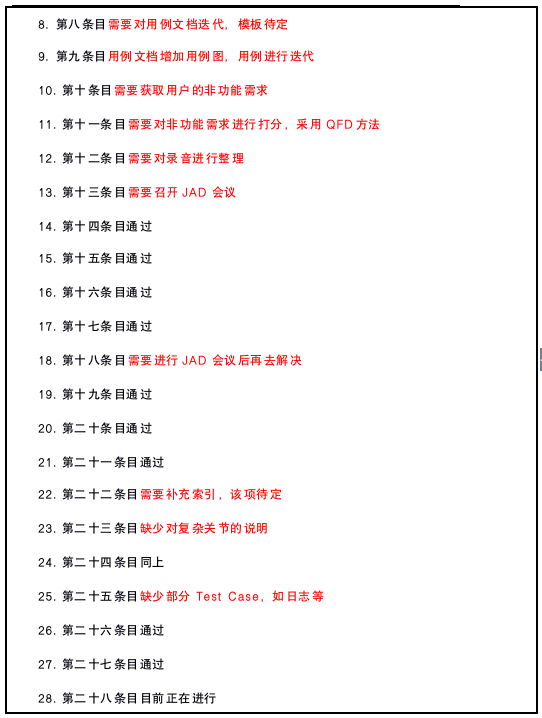 8. 第八条目需要对用例文档迭代，模板待定
9. 第九条目用例文档增加用例图，用例进行迭代
10. 第十条目需要获取用户的非功能需求
11. 第十一条目需要对非功能需求进行打分，采用 QFD 方法
12. 第十二条目需要对录音进行整理
13. 第十三条目需要召开 JAD 会议
14. 第十四条目通过
15. 第十五条目通过
16. 第十六条目通过
17. 第十七条目通过
18. 第十八条目需要进行 JAD 会议后再去解决
19. 第十九条目通过
20. 第二十条目通过
21. 第二十一条目通过
22. 第二十二条目需要补充索引，该项待定
23. 第二十三条目缺少对复杂关节的说明
24. 第二十四条目同上
25. 第二十五条目缺少部分 Test Case，如日志等
26. 第二十六条目通过
27. 第二十七条目通过
28. 第二十八条目目前正在进行